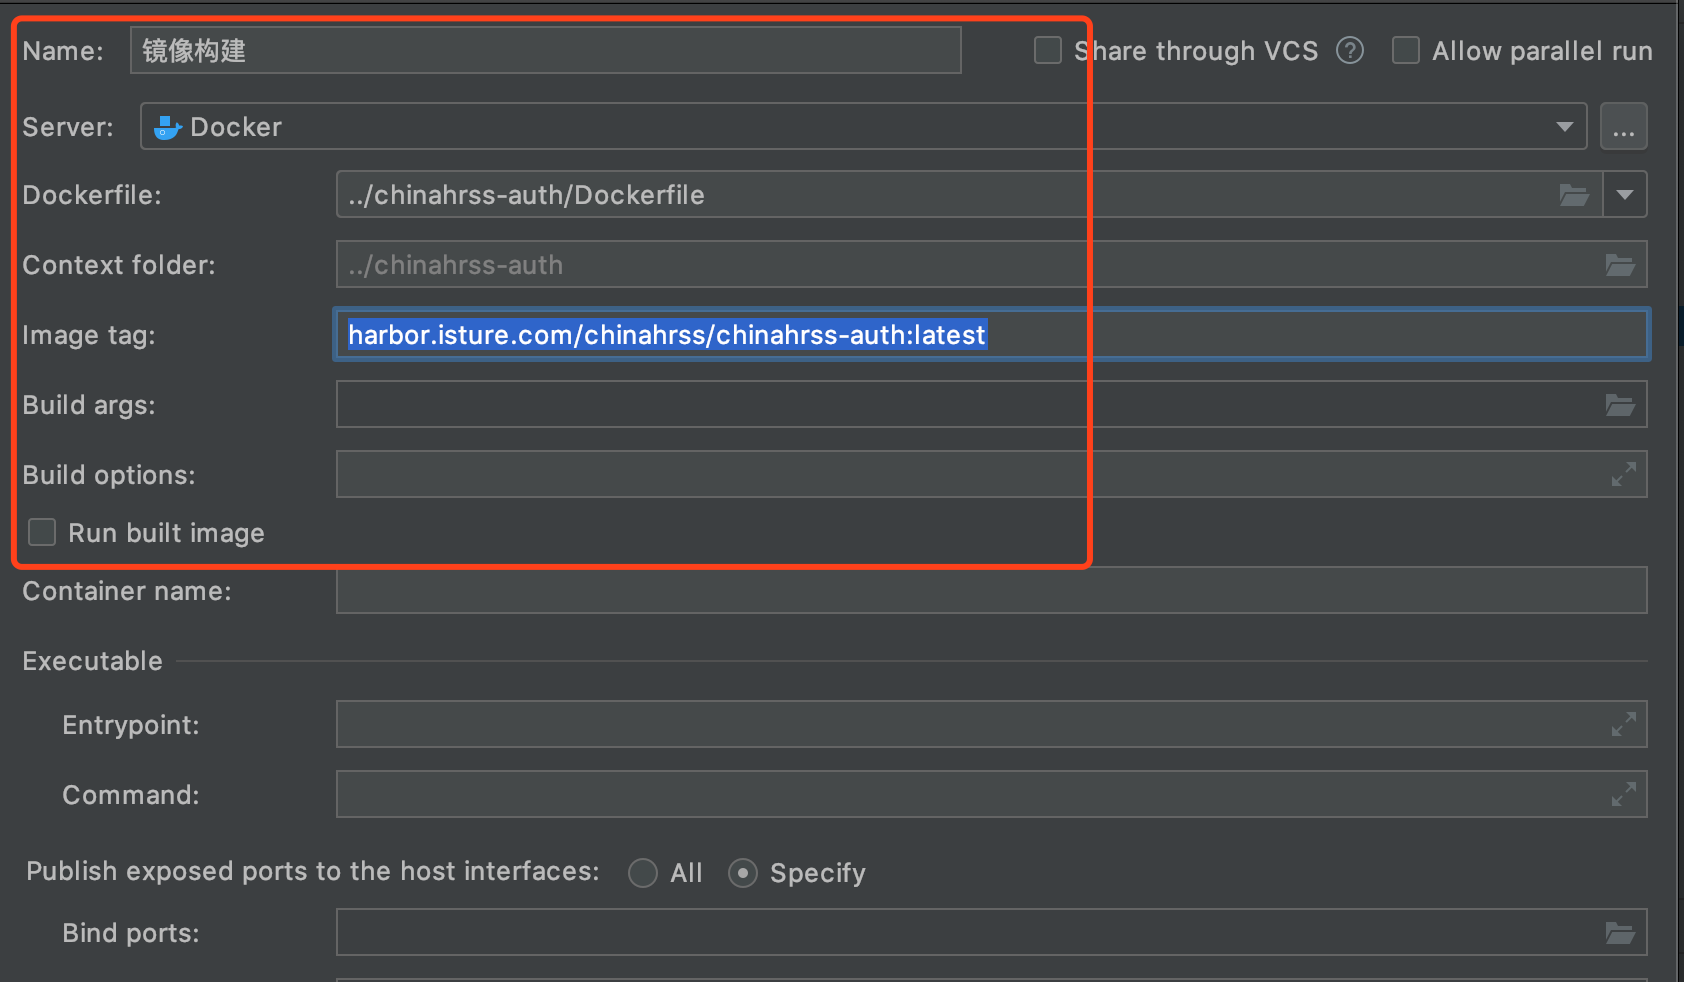 Name: 镜像构建 Share through VCS ? Allow parallel run
Server: Docker ...
Dockerfile: ../chinahrss-auth/Dockerfile
Context folder: ../chinahrss-auth
Image tag: harbor.isture.com/chinahrss/chinahrss-auth:latest
Build args:
Build options:
Run built image
Container name:
Executable
Entrypoint:
Command:
Publish exposed ports to the host interfaces: All Specify
Bind ports: